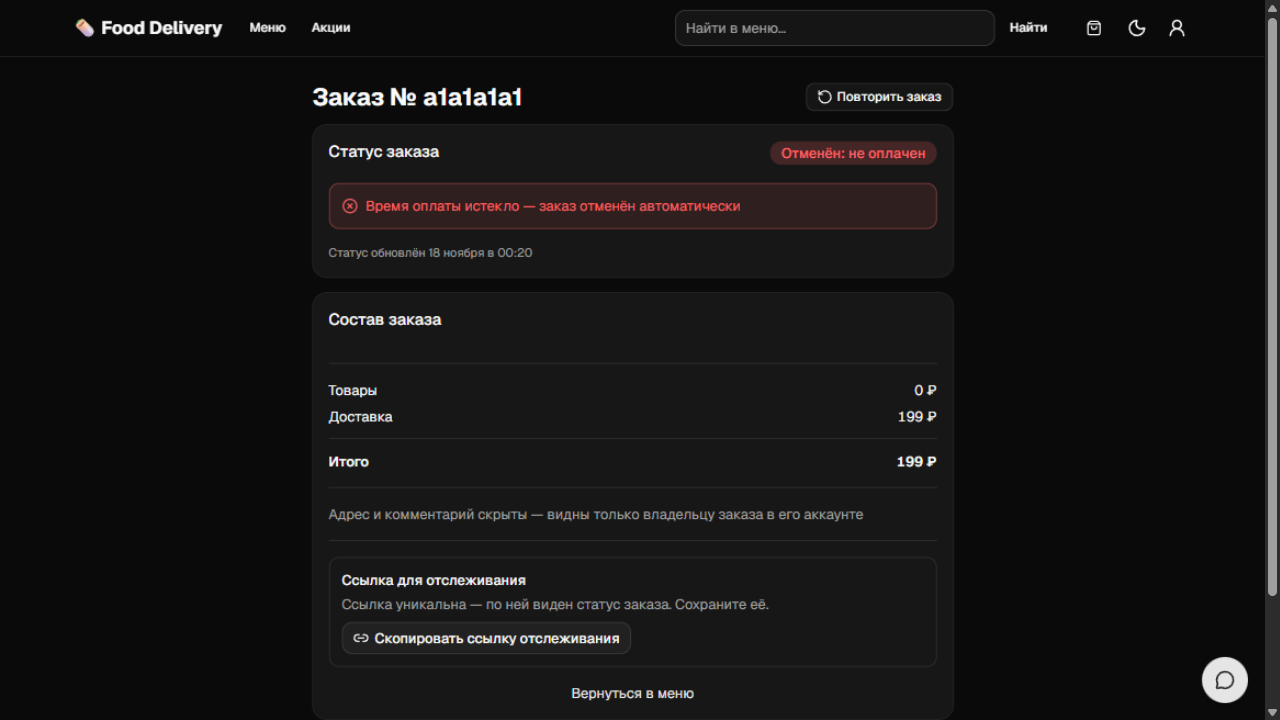 Food Delivery Меню Акции Найти в меню... Найти
Заказ № a1a1a1a1 Повторить заказ
Статус заказа Отменён: не оплачен
Время оплаты истекло — заказ отменён автоматически
Статус обновлён 18 ноября в 00:20
Состав заказа
Товары 0 ₽
Доставка 199 ₽
Итого 199 ₽
Адрес и комментарий скрыты — видны только владельцу заказа в его аккаунте
Ссылка для отслеживания
Ссылка уникальна — по ней виден статус заказа. Сохраните её.
Скопировать ссылку отслеживания
Вернуться в меню